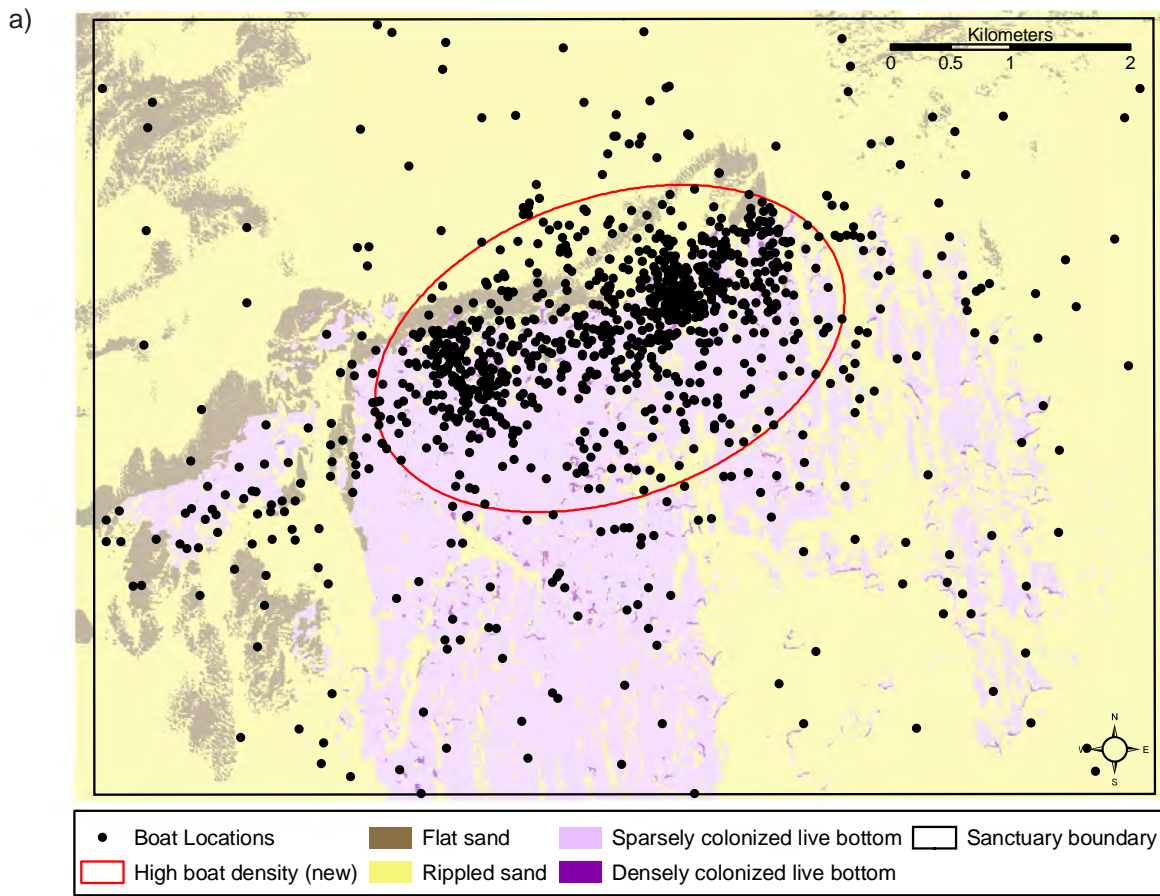 a)
Kilometers
0 0.5 1 2
N
W E
S
Boat Locations Flat sand Sparsely colonized live bottom Sanctuary boundary
High boat density (new) Rippled sand Densely colonized live bottom